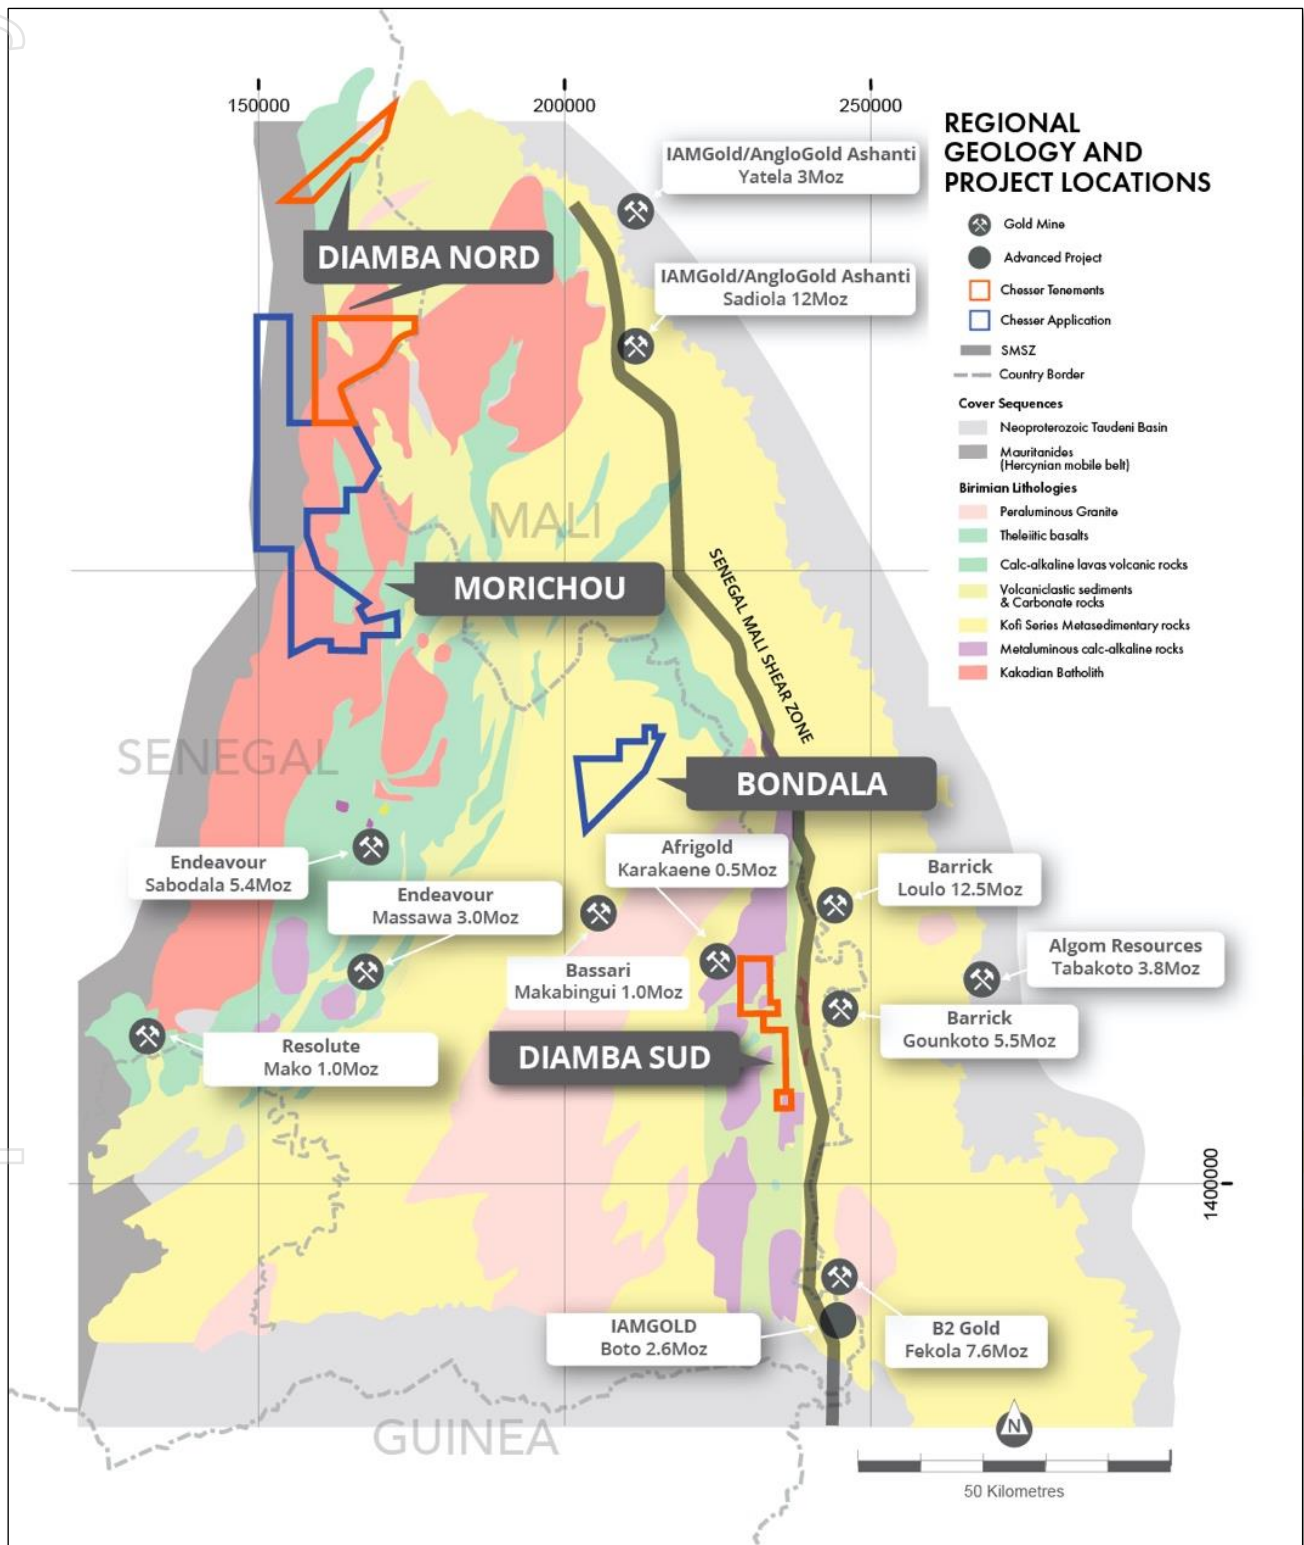 150000
200000
250000
REGIONAL
GEOLOGY AND
PROJECT LOCATIONS
Gold Mine
Advanced Project
Chesser Tenements
Chesser Application
SMSZ
Country Border
Cover Sequences
Neoproterozoic Taudeni Basin
Mauritanides
(Hercynian mobile belt)
Birimian Lithologies
Peraluminous Granite
Theleiitic basalts
Calc-alkaline lavas volcanic rocks
Volcaniclastic sediments
& Carbonate rocks
Kofi Series Metasedimentary rocks
Metaluminous calc-alkaline rocks
Kakadian Batholith
IAMGold/AngloGold Ashanti
Yatela 3Moz
DIAMBA NORD
IAMGold/AngloGold Ashanti
Sadiola 12Moz
MALI
MORICHOU
SENEGAL MALI SHEAR ZONE
SENEGAL
BONDALA
Afrigold
Karakaene 0.5Moz
Endeavour
Sabodala 5.4Moz
Endeavour
Massawa 3.0Moz
Barrick
Loulo 12.5Moz
Algom Resources
Tabakoto 3.8Moz
Bassari
Makabingui 1.0Moz
Barrick
Gounkoto 5.5Moz
Resolute
Mako 1.0Moz
DIAMBA SUD
1400000
IAMGOLD
Boto 2.6Moz
B2 Gold
Fekola 7.6Moz
GUINEA
N
50 Kilometres